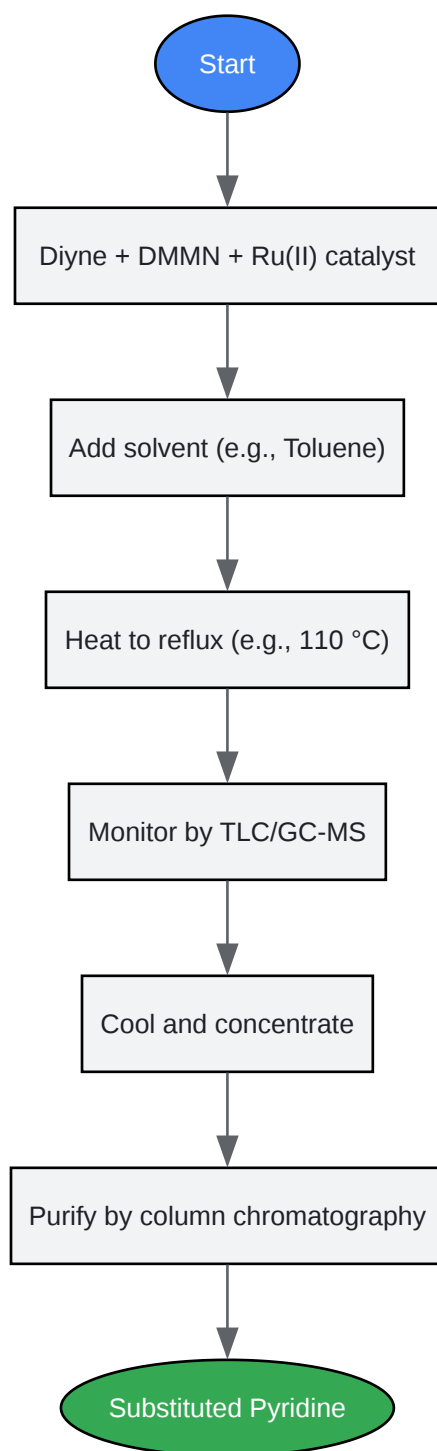 Start
Diyne + DMMN + Ru(II) catalyst
Add solvent (e.g., Toluene)
Heat to reflux (e.g., 110 °C)
Monitor by TLC/GC-MS
Cool and concentrate
Purify by column chromatography
Substituted Pyridine